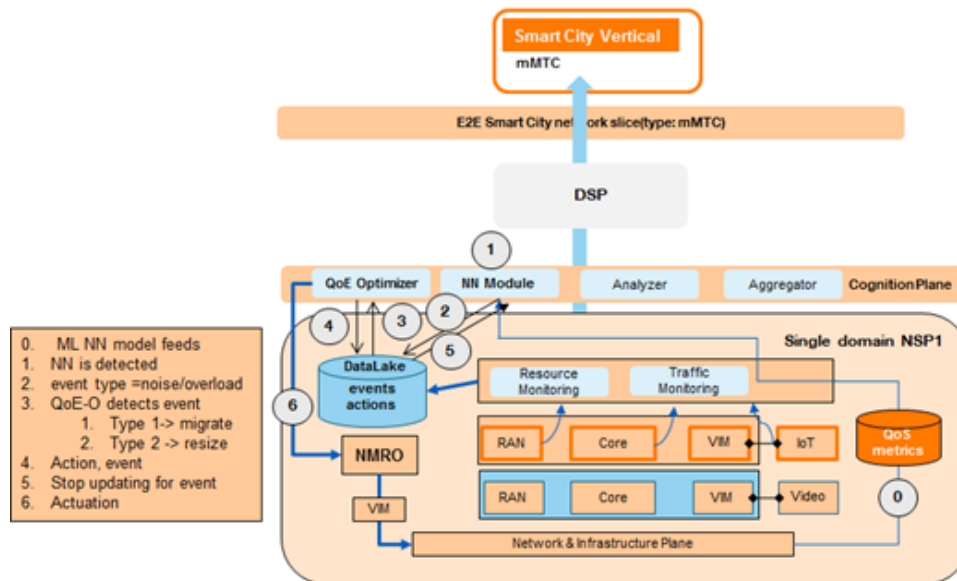 Smart City Vertical
mMTC
E2E Smart City network slice(type: mMTC)
DSP
1
QoE Optimizer
NN Module
Analyzer
Aggregator
Cognition Plane
4
3
2
5
Single domain NSP1
DataLake
events
actions
Resource
Monitoring
Traffic
Monitoring
6
NMRO
VIM
RAN
Core
VIM
IoT
QoS
metrics
RAN
Core
VIM
Video
0
Network & Infrastructure Plane
0. ML NN model feeds
1. NN is detected
2. event type =noise/overload
3. QoE-O detects event
1. Type 1-> migrate
2. Type 2 -> resize
4. Action, event
5. Stop updating for event
6. Actuation